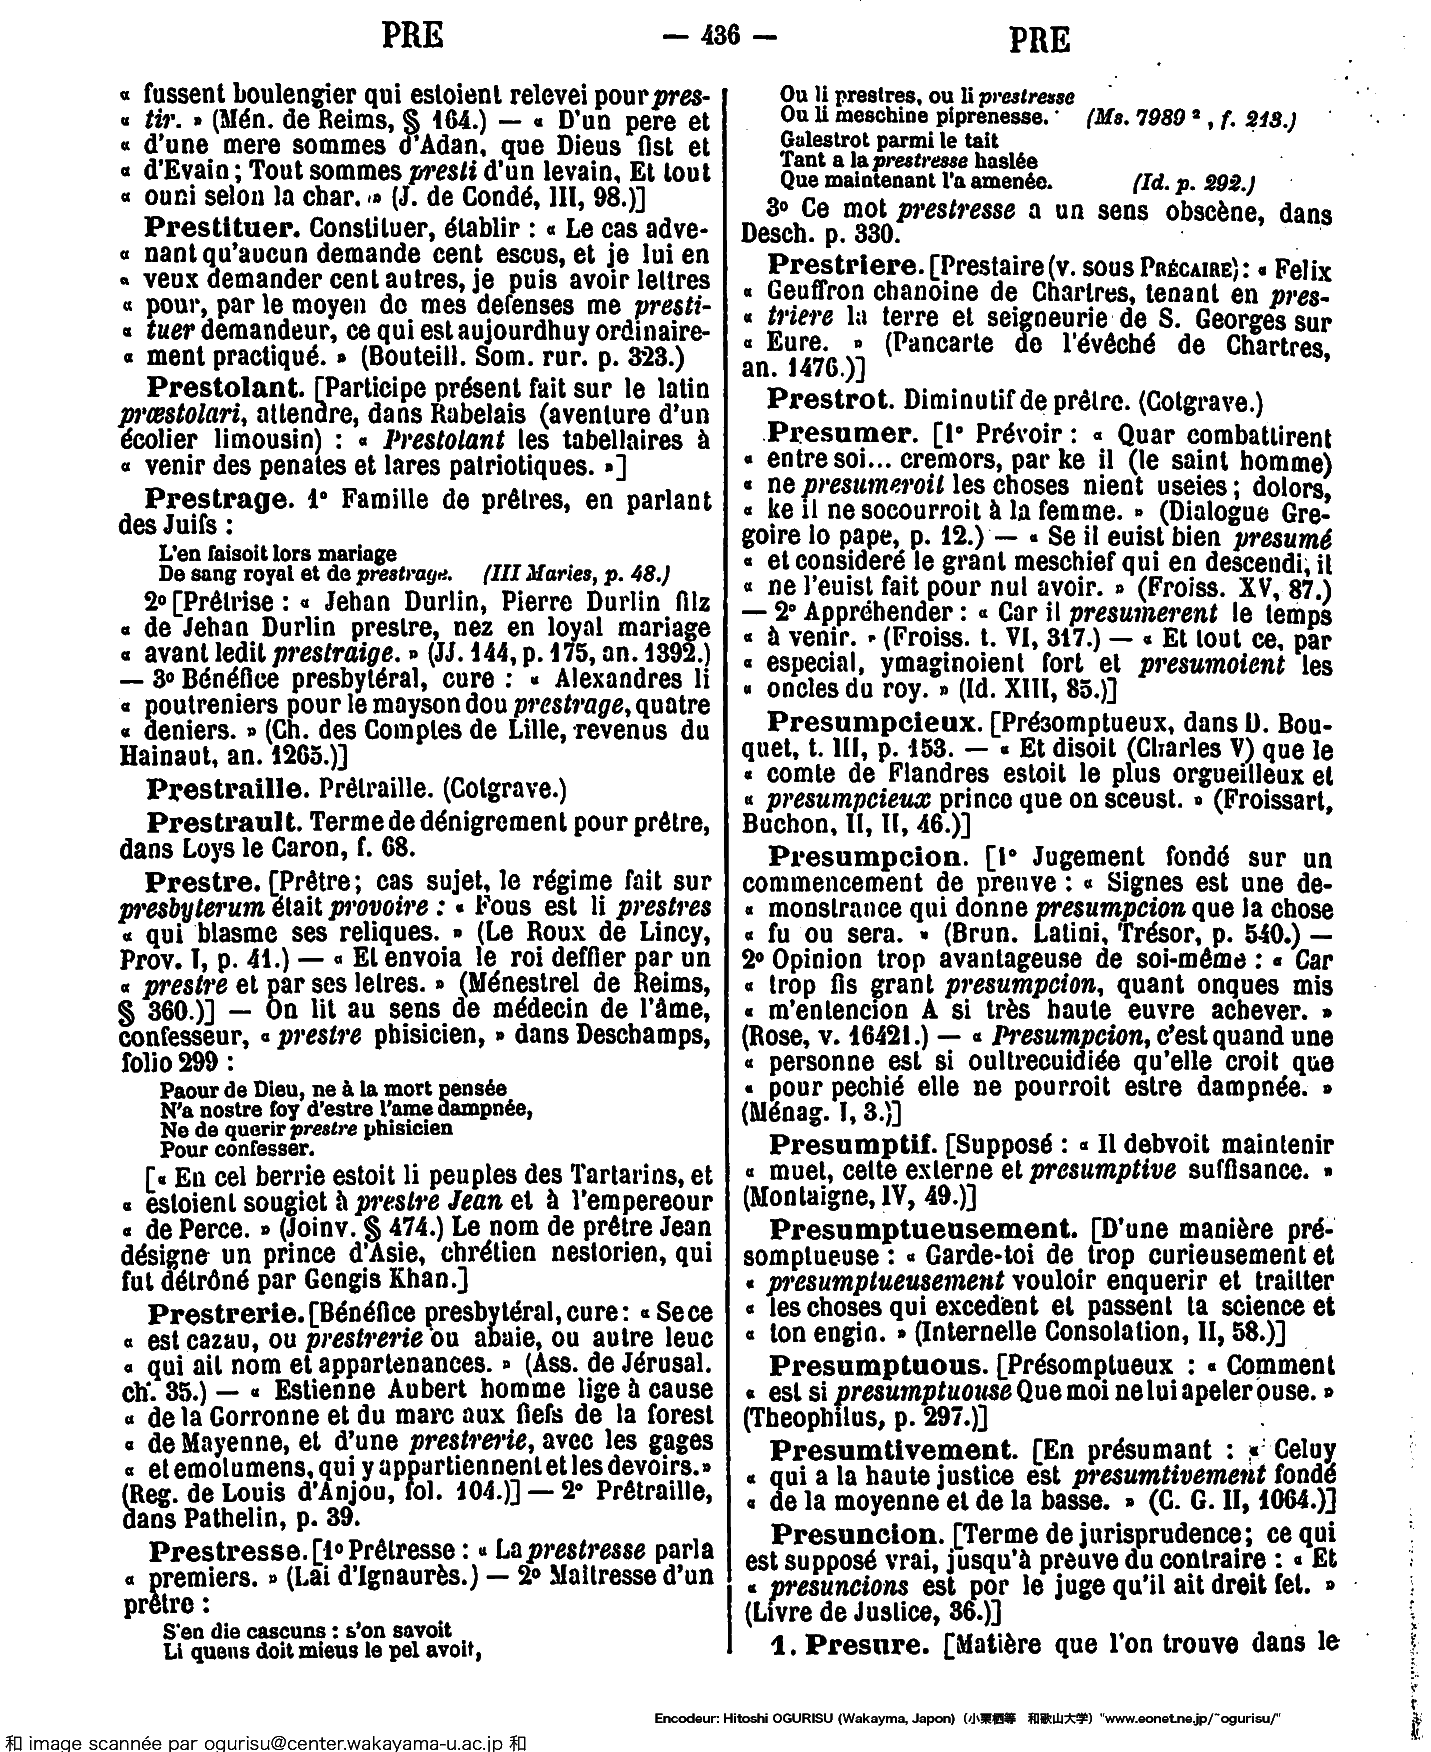 PRE
— 436 —
PRE
« fussent boulengier qui estoient relevei pour pres-
« tir. » (Mén. de Reims, § 164.) — « D'un pere et
« d'une mere sommes d'Adan, que Dieus fist et
« d'Evain ; Tout sommes presti d'un levain, Et tout
« ouni selon la char. » (J. de Condé, III, 98.)]
Prestituer. Constituer, établir : « Le cas adve-
« nant qu'aucun demande cent escus, et je lui en
« veux demander cent autres, je puis avoir lettres
« pour, par le moyen de mes defenses me presti-
« tuer demandeur, ce qui est aujourdhuy ordinaire-
« ment practiqué. » (Bouteill. Som. rur. p. 323.)
Prestolant. [Participe présent fait sur le latin
præstolari, attendre, dans Rabelais (aventure d'un
écolier limousin) : « Prestolant les tabellaires à
« venir des penates et lares patriotiques. »]
Prestrage. 1º Famille de prêtres, en parlant
des Juifs :
L'en faisoit lors mariage
De sang royal et de prestrage. (III Maries, p. 48.)
2º [Prêtrise : « Jehan Durlin, Pierre Durlin filz
« de Jehan Durlin prestre, nez en loyal mariage
« avant ledit prestraige. » (JJ. 144, p. 175, an. 1392.)
— 3º Bénéfice presbytéral, cure : « Alexandres li
« poutreniers pour le mayson dou prestrage, quatre
« deniers. » (Ch. des Comptes de Lille, revenus du
Hainaut, an. 1265.)]
Prestraille. Prêtraille. (Cotgrave.)
Prestrault. Terme de dénigrement pour prêtre,
dans Loys le Caron, f. 68.
Prestre. [Prêtre ; cas sujet, le régime fait sur
presbyterum était provoire : « Fous est li prestres
« qui blasme ses reliques. » (Le Roux de Lincy,
Prov. I, p. 41.) — « Et envoia le roi deffier par un
« prestre et par ses letres. » (Ménestrel de Reims,
§ 360.)] — On lit au sens de médecin de l'âme,
confesseur, « prestre phisicien, » dans Deschamps,
folio 299 :
Paour de Dieu, ne à la mort pensée
N'a nostre foy d'estre l'ame dampnée,
Ne de querir prestre phisicien
Pour confesser.
[« En cel berrie estoit li peuples des Tartarins, et
« estoient sougiet à prestre Jean et à l'empereour
« de Perce. » (Joinv. § 474.) Le nom de prêtre Jean
désigne un prince d'Asie, chrétien nestorien, qui
fut détrôné par Gengis Khan.]
Prestrerie. [Bénéfice presbytéral, cure : « Se ce
« est cazau, ou prestrerie ou abaie, ou autre leuc
« qui ait nom et appartenances. » (Ass. de Jérusal.
ch. 35.) — « Estienne Aubert homme lige à cause
« de la Gorronne et du marc aux fiefs de la forest
« de Mayenne, et d'une prestrerie, avec les gages
« et emolumens, qui y appartiennent et les devoirs. »
(Reg. de Louis d'Anjou, fol. 104.)] — 2º Prêtraille,
dans Pathelin, p. 39.
Prestresse. [1º Prêtresse : « La prestresse parla
« premiers. » (Lai d'Ignaurès.) — 2º Maitresse d'un
prêtre :
S'en die cascuns : s'on savoit
Li quens doit mieus le pel avoit,
Ou li prestres, ou li prestresse
Ou li meschine piprenesse. (Ms. 7989 ², f. 213.)
Galestrot parmi le tait
Tant a la prestresse haslée
Que maintenant l'a amenée. (Id. p. 292.)
3º Ce mot prestresse a un sens obscène, dans
Desch. p. 330.
Prestriere. [Prestaire (v. sous PRÉCAIRE) : « Felix
« Geuffron chanoine de Chartres, tenant en pres-
« triere la terre et seigneurie de S. Georges sur
« Eure. » (Pancarte de l'évêché de Chartres,
an. 1476.)]
Prestrot. Diminutif de prêtre. (Cotgrave.)
Presumer. [1º Prévoir : « Quar combattirent
« entre soi... cremors, par ke il (le saint homme)
« ne presumeroit les choses nient useies ; dolors,
« ke il ne socourroit à la femme. » (Dialogue Gre-
goire lo pape, p. 12.) — « Se il euist bien presumé
« et consideré le grant meschief qui en descendi, il
« ne l'euist fait pour nul avoir. » (Froiss. XV, 87.)
— 2º Appréhender : « Car il presumerent le temps
« à venir. » (Froiss. t. VI, 317.) — « Et tout ce, par
« especial, ymaginoient fort et presumoient les
« oncles du roy. » (Id. XIII, 85.)]
Presumpcieux. [Présomptueux, dans D. Bou-
quet, t. III, p. 153. — « Et disoit (Charles V) que le
« comte de Flandres estoit le plus orgueilleux et
« presumpcieux prince que on sceust. » (Froissart,
Buchon, II, II, 46.)]
Presumpcion. [1º Jugement fondé sur un
commencement de preuve : « Signes est une de-
« monstrance qui donne presumpcion que la chose
« fu ou sera. » (Brun. Latini, Trésor, p. 540.) —
2º Opinion trop avantageuse de soi-même : « Car
« trop fis grant presumpcion, quant onques mis
« m'entencion A si très haute euvre achever. »
(Rose, v. 16421.) — « Presumpcion, c'est quand une
« personne est si oultrecuidiée qu'elle croit que
« pour pechié elle ne pourroit estre dampnée. »
(Ménag. I, 3.)]
Presumptif. [Supposé : « Il debvoit maintenir
« muet, ceite externe et presumptive suffisance. »
(Montaigne, IV, 49.)]
Presumptueusement. [D'une manière pré-
somptueuse : « Garde-toi de trop curieusement et
« presumptueusement vouloir enquerir et traitter
« les choses qui excedent et passent ta science et
« ton engin. » (Internelle Consolation, II, 58.)]
Presumptuous. [Présomptueux : « Comment
« est si presumptuouse Que moi ne lui apeler ouse. »
(Theophilus, p. 297.)]
Presumtivement. [En présumant : « Celuy
« qui a la haute justice est presumtivement fondé
« de la moyenne et de la basse. » (C. G. II, 1064.)]
Presuncion. [Terme de jurisprudence ; ce qui
est supposé vrai, jusqu'à preuve du contraire : « Et
« presuncions est por le juge qu'il ait dreit fet. »
(Livre de Justice, 36.)]
1. Presure. [Matière que l'on trouve dans le
Encodeur: Hitoshi OGURISU (Wakayma, Japon) (小栗栖等 和歌山大学) "www.eonet.ne.jp/~ogurisu/"
和 image scannée par ogurisu@center.wakayama-u.ac.jp 和